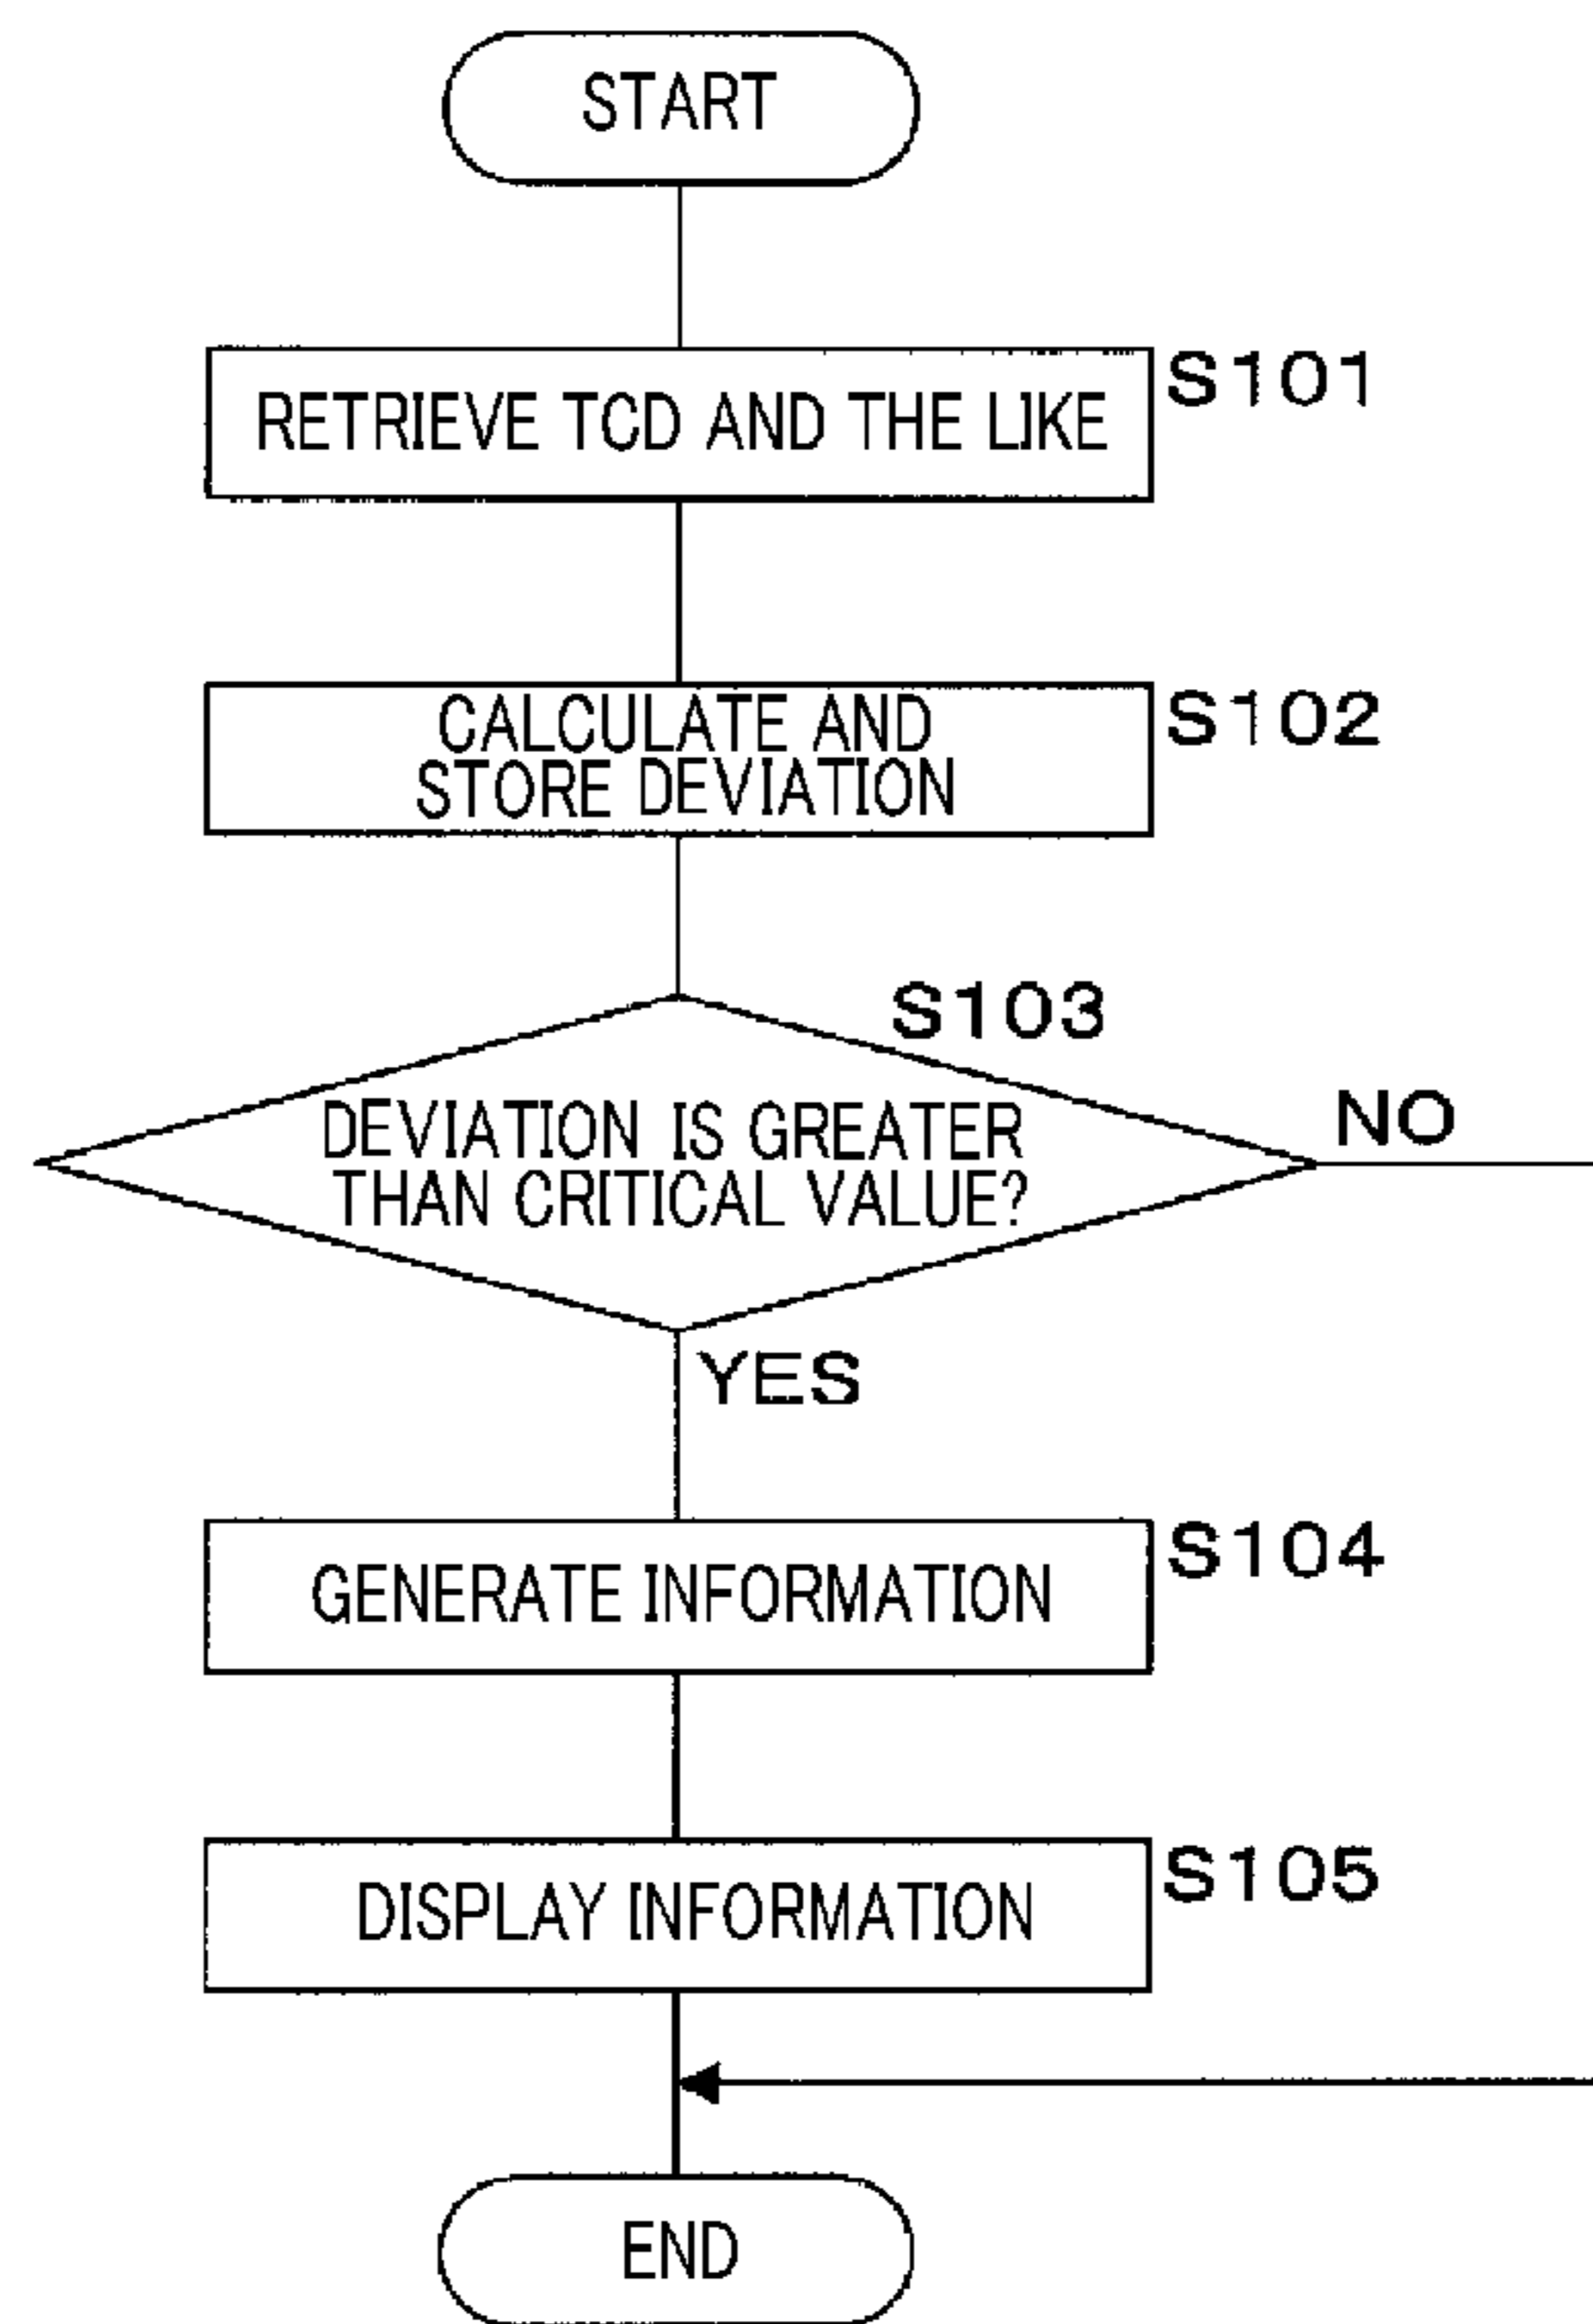 START
RETRIEVE TCD AND THE LIKE
S101
CALCULATE AND
STORE DEVIATION
S102
S103
DEVIATION IS GREATER
THAN CRITICAL VALUE?
NO
YES
GENERATE INFORMATION
S104
DISPLAY INFORMATION
S105
END